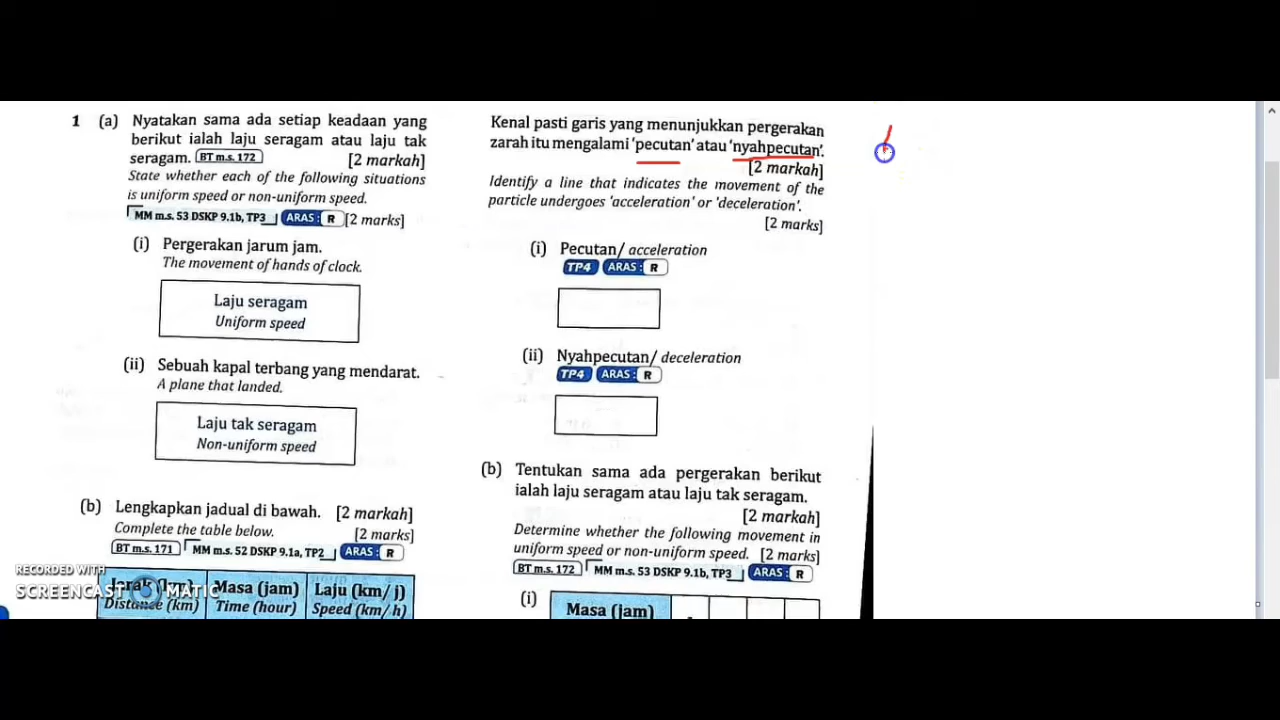 1 (a) Nyatakan sama ada setiap keadaan yang
berikut ialah laju seragam atau laju tak
seragam. BT m.s. 172 [2 markah]
State whether each of the following situations
is uniform speed or non-uniform speed.
MM m.s. 53 DSKP 9.1b, TP3 ARAS : R [2 marks]
(i) Pergerakan jarum jam.
The movement of hands of clock.
Laju seragam
Uniform speed
(ii) Sebuah kapal terbang yang mendarat.
A plane that landed.
Laju tak seragam
Non-uniform speed
(b) Lengkapkan jadual di bawah. [2 markah]
Complete the table below. [2 marks]
BT m.s. 171 MM m.s. 52 DSKP 9.1a, TP2 ARAS : R
Jarak (km) Masa (jam) Laju (km/ j)
Distance (km) Time (hour) Speed (km/ h)
RECORDED WITH
SCREENCAST MATIC
Kenal pasti garis yang menunjukkan pergerakan
zarah itu mengalami 'pecutan' atau 'nyahpecutan'.
[2 markah]
Identify a line that indicates the movement of the
particle undergoes 'acceleration' or 'deceleration'.
[2 marks]
(i) Pecutan/ acceleration
TP4 ARAS : R
(ii) Nyahpecutan/ deceleration
TP4 ARAS : R
(b) Tentukan sama ada pergerakan berikut
ialah laju seragam atau laju tak seragam.
[2 markah]
Determine whether the following movement in
uniform speed or non-uniform speed. [2 marks]
BT m.s. 172 MM m.s. 53 DSKP 9.1b, TP3 ARAS : R
(i) Masa (jam)